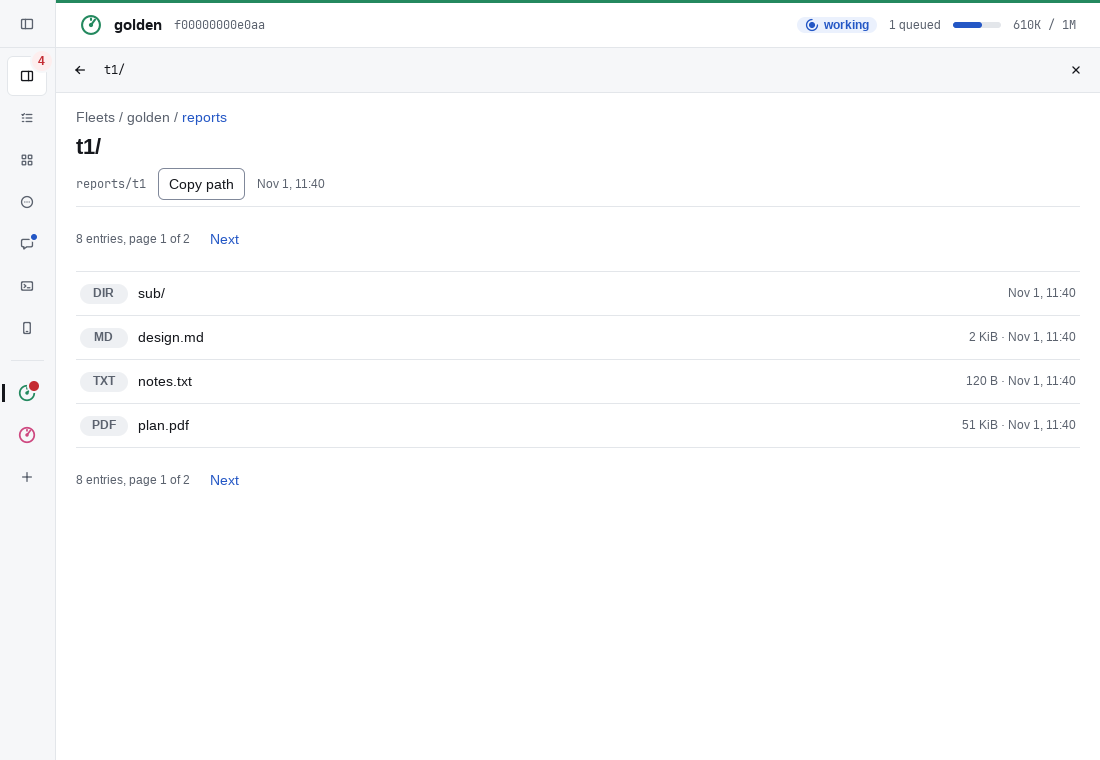 4
golden f00000000e0aa working 1 queued 610K / 1M
t1/
Fleets / golden / reports
t1/
reports/t1 Copy path Nov 1, 11:40
8 entries, page 1 of 2 Next
DIR sub/ Nov 1, 11:40
MD design.md 2 KiB · Nov 1, 11:40
TXT notes.txt 120 B · Nov 1, 11:40
PDF plan.pdf 51 KiB · Nov 1, 11:40
8 entries, page 1 of 2 Next